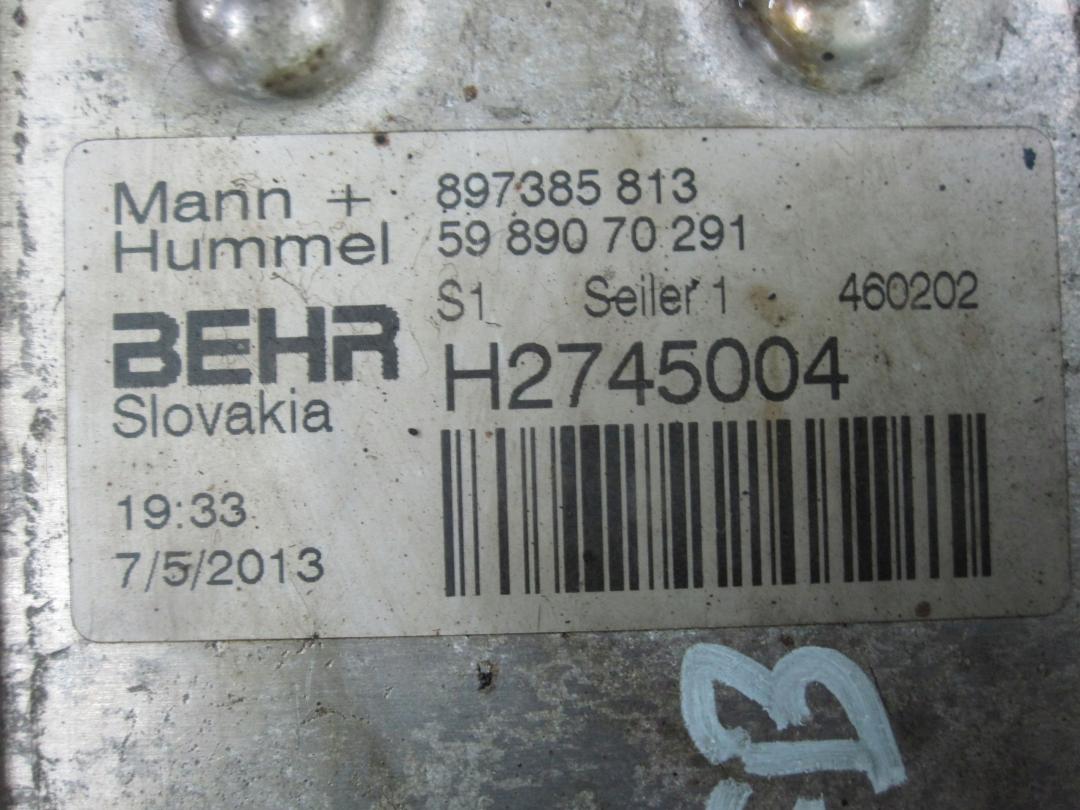 Mann + 897385 813
Hummel 59 890 70 291
S1 Seiler 1 460202
BEHR H2745004
Slovakia
19:33
7/5/2013